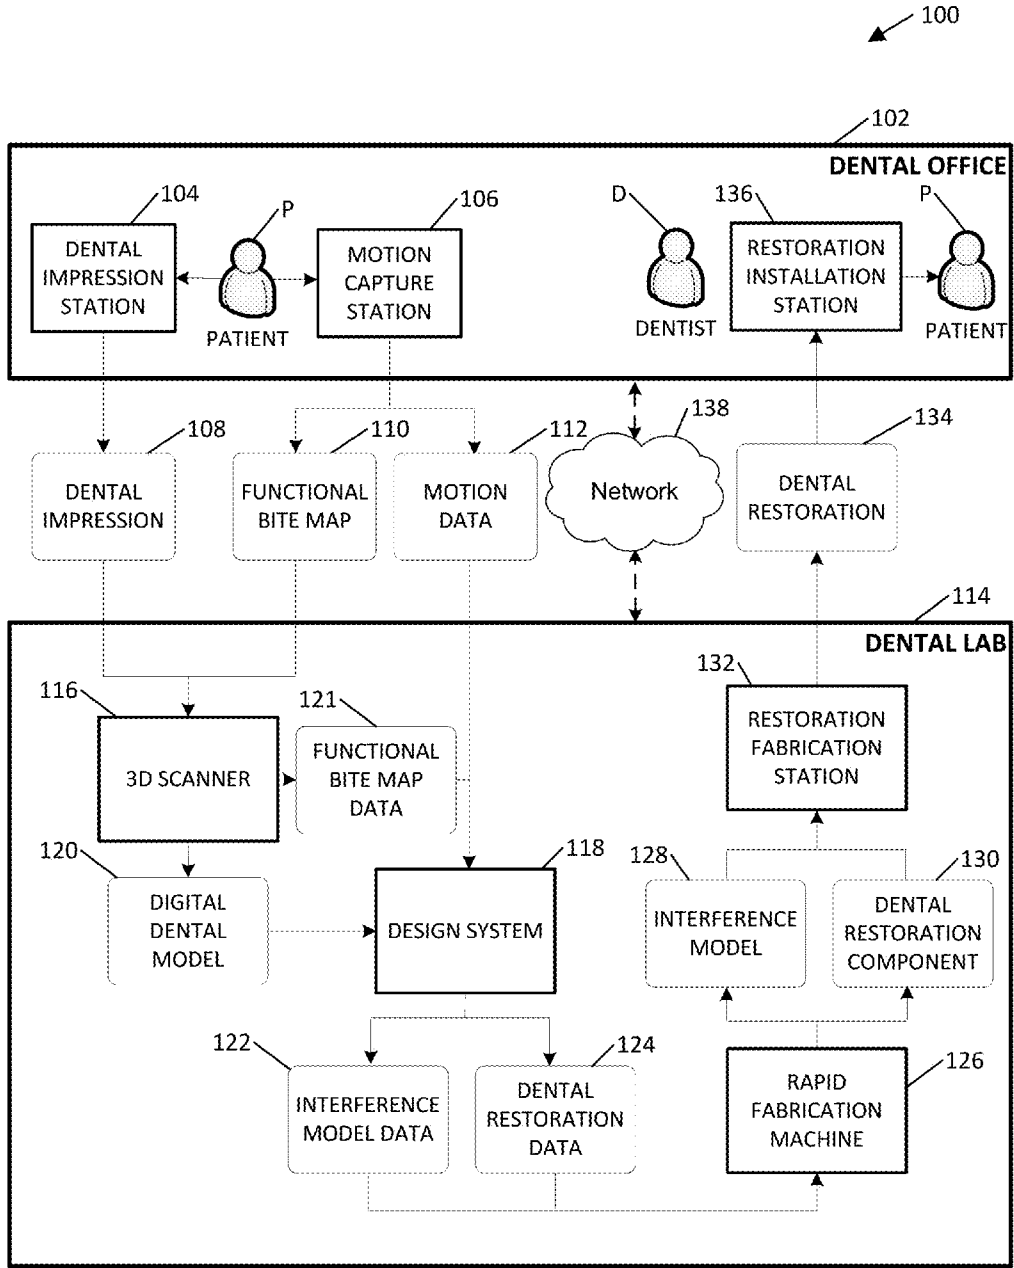 100
102
DENTAL OFFICE
104
P
106
D
136
P
DENTAL
IMPRESSION
STATION
PATIENT
MOTION
CAPTURE
STATION
DENTIST
RESTORATION
INSTALLATION
STATION
PATIENT
108
110
112
138
134
DENTAL
IMPRESSION
FUNCTIONAL
BITE MAP
MOTION
DATA
Network
DENTAL
RESTORATION
114
DENTAL LAB
116
121
132
3D SCANNER
FUNCTIONAL
BITE MAP
DATA
RESTORATION
FABRICATION
STATION
120
118
128
130
DIGITAL
DENTAL
MODEL
DESIGN SYSTEM
INTERFERENCE
MODEL
DENTAL
RESTORATION
COMPONENT
122
124
126
INTERFERENCE
MODEL DATA
DENTAL
RESTORATION
DATA
RAPID
FABRICATION
MACHINE